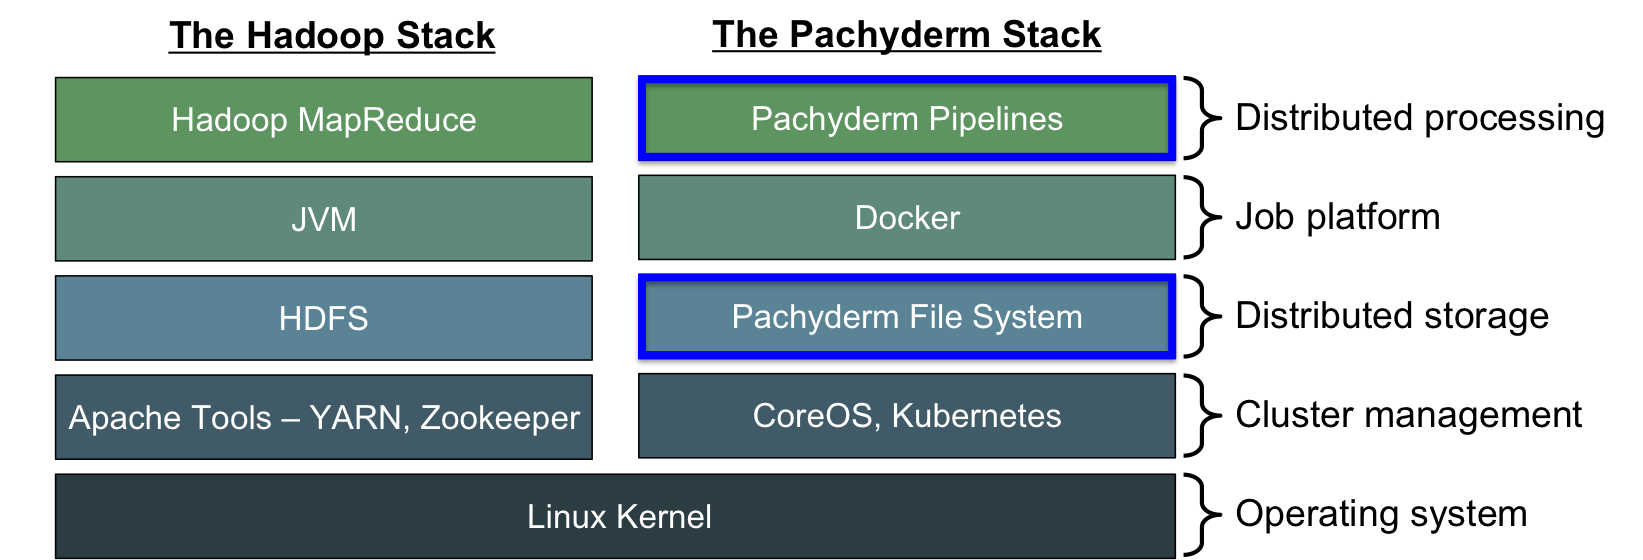 The Hadoop Stack
The Pachyderm Stack
Hadoop MapReduce
Pachyderm Pipelines
Distributed processing
JVM
Docker
Job platform
HDFS
Pachyderm File System
Distributed storage
Apache Tools – YARN, Zookeeper
CoreOS, Kubernetes
Cluster management
Linux Kernel
Operating system